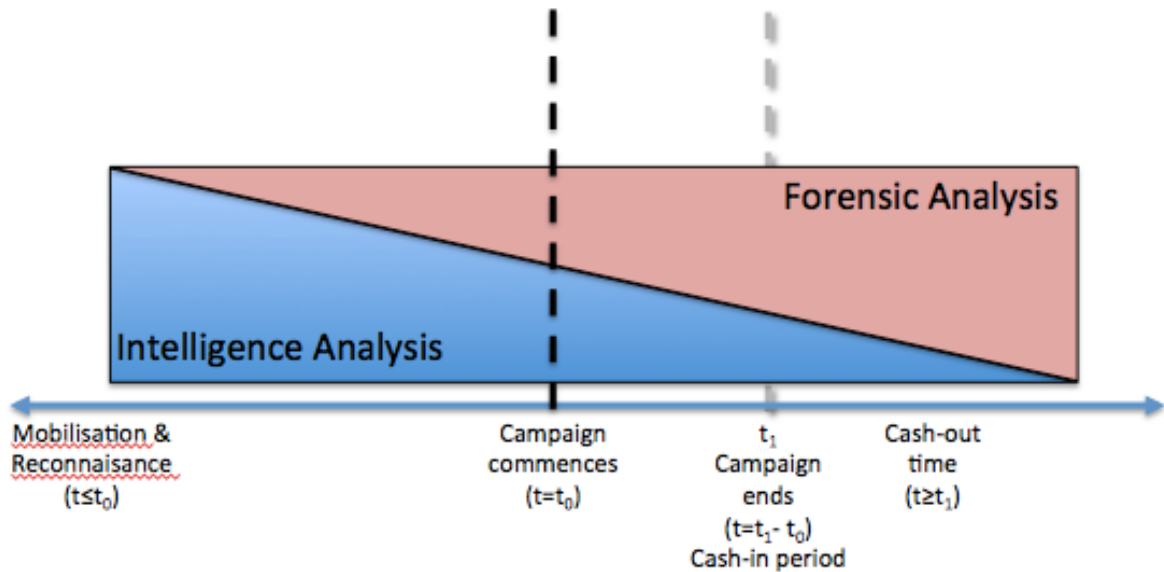 Forensic Analysis
Intelligence Analysis
Mobilisation &
Reconnaisance
(t≤t₀)
Campaign
commences
(t=t₀)
t₁
Campaign
ends
(t=t₁- t₀)
Cash-in period
Cash-out
time
(t≥t₁)